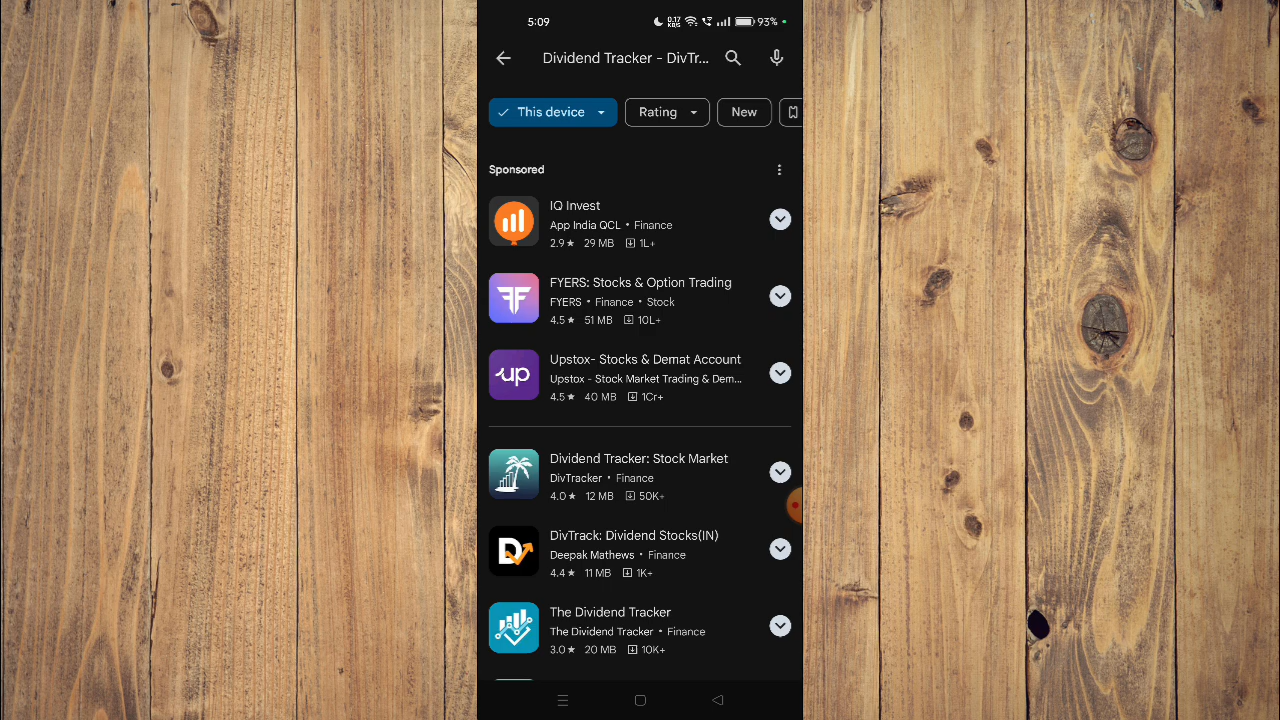 5:09 0.17 KB/S 93%
Dividend Tracker - DivTr...
This device Rating New
Sponsored
IQ Invest
App India QCL • Finance
2.9★ 29 MB 1L+
FYERS: Stocks & Option Trading
FYERS • Finance • Stock
4.5★ 51 MB 10L+
up
Upstox- Stocks & Demat Account
Upstox - Stock Market Trading & Dem...
4.5★ 40 MB 1Cr+
Dividend Tracker: Stock Market
DivTracker • Finance
4.0★ 12 MB 50K+
DivTrack: Dividend Stocks(IN)
Deepak Mathews • Finance
4.4★ 11 MB 1K+
The Dividend Tracker
The Dividend Tracker • Finance
3.0★ 20 MB 10K+